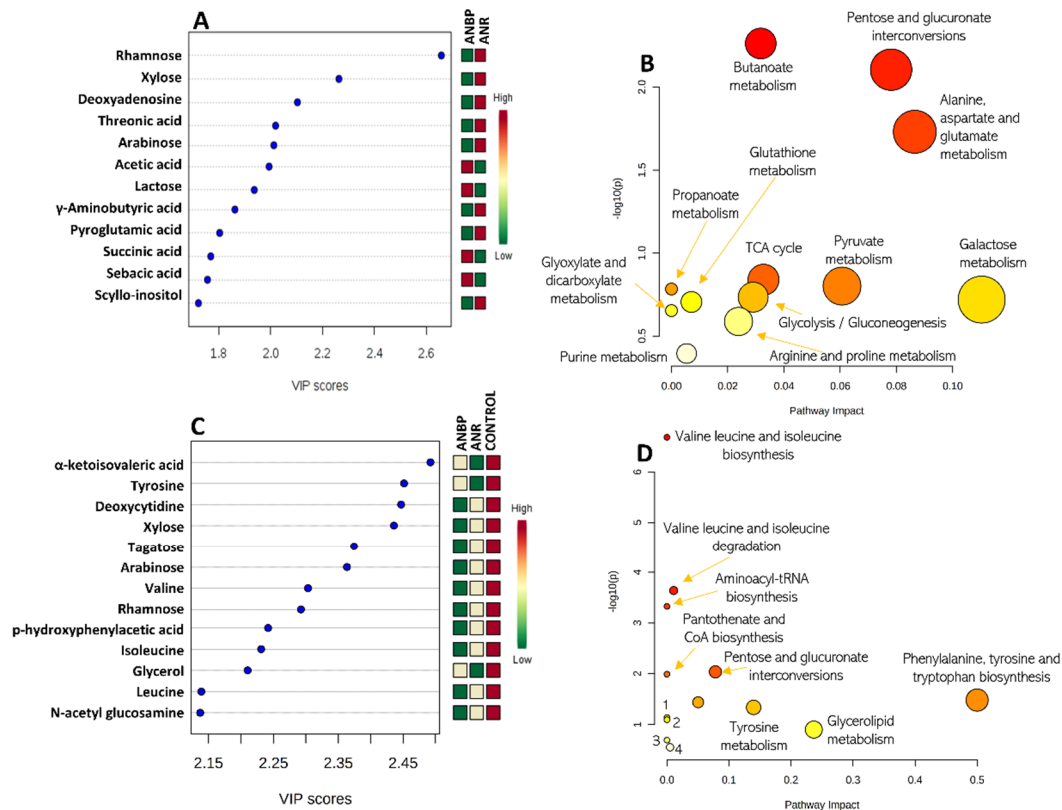 A
ANBP
ANR
Rhamnose
Xylose
Deoxyadenosine
Threonic acid
Arabinose
Acetic acid
Lactose
γ-Aminobutyric acid
Pyroglutamic acid
Succinic acid
Sebacic acid
Scyllo-inositol
High
Low
1.8
2.0
2.2
2.4
2.6
VIP scores
B
Pentose and glucuronate
interconversions
Butanoate
metabolism
Alanine,
aspartate and
glutamate
metabolism
Glutathione
metabolism
Propanoate
metabolism
TCA cycle
Pyruvate
metabolism
Galactose
metabolism
Glyoxylate and
dicarboxylate
metabolism
Glycolysis / Gluconeogenesis
Purine metabolism
Arginine and proline metabolism
-log10(p)
2.0
1.5
1.0
0.5
0.00
0.02
0.04
0.06
0.08
0.10
Pathway Impact
C
ANBP
ANR
CONTROL
α-ketoisovaleric acid
Tyrosine
Deoxycytidine
Xylose
Tagatose
Arabinose
Valine
Rhamnose
p-hydroxyphenylacetic acid
Isoleucine
Glycerol
Leucine
N-acetyl glucosamine
High
Low
2.15
2.25
2.35
2.45
VIP scores
D
Valine leucine and isoleucine
biosynthesis
Valine leucine and isoleucine
degradation
Aminoacyl-tRNA
biosynthesis
Pantothenate and
CoA biosynthesis
Pentose and glucuronate
interconversions
Phenylalanine, tyrosine and
tryptophan biosynthesis
Tyrosine
metabolism
Glycerolipid
metabolism
1
2
3
4
-log10(p)
6
5
4
3
2
1
0.0
0.1
0.2
0.3
0.4
0.5
Pathway Impact